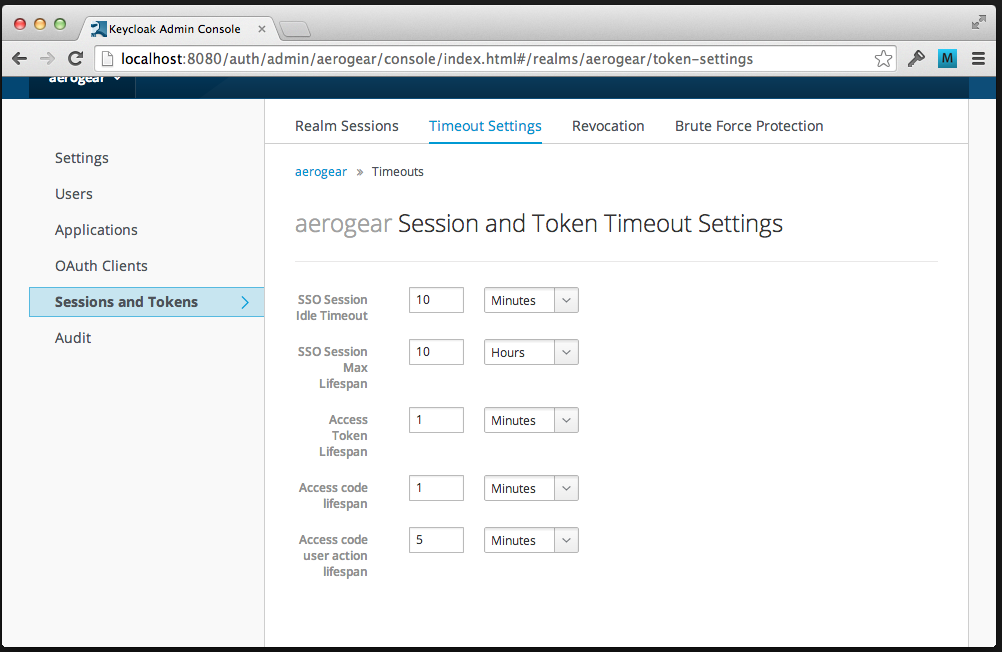 Keycloak Admin Console
localhost:8080/auth/admin/aerogear/console/index.html#/realms/aerogear/token-settings
M
aerogear
Realm Sessions
Timeout Settings
Revocation
Brute Force Protection
Settings
Users
Applications
OAuth Clients
Sessions and Tokens
Audit
aerogear » Timeouts
aerogear Session and Token Timeout Settings
SSO Session
Idle Timeout
10
Minutes
SSO Session
Max
Lifespan
10
Hours
Access
Token
Lifespan
1
Minutes
Access code
lifespan
1
Minutes
Access code
user action
lifespan
5
Minutes